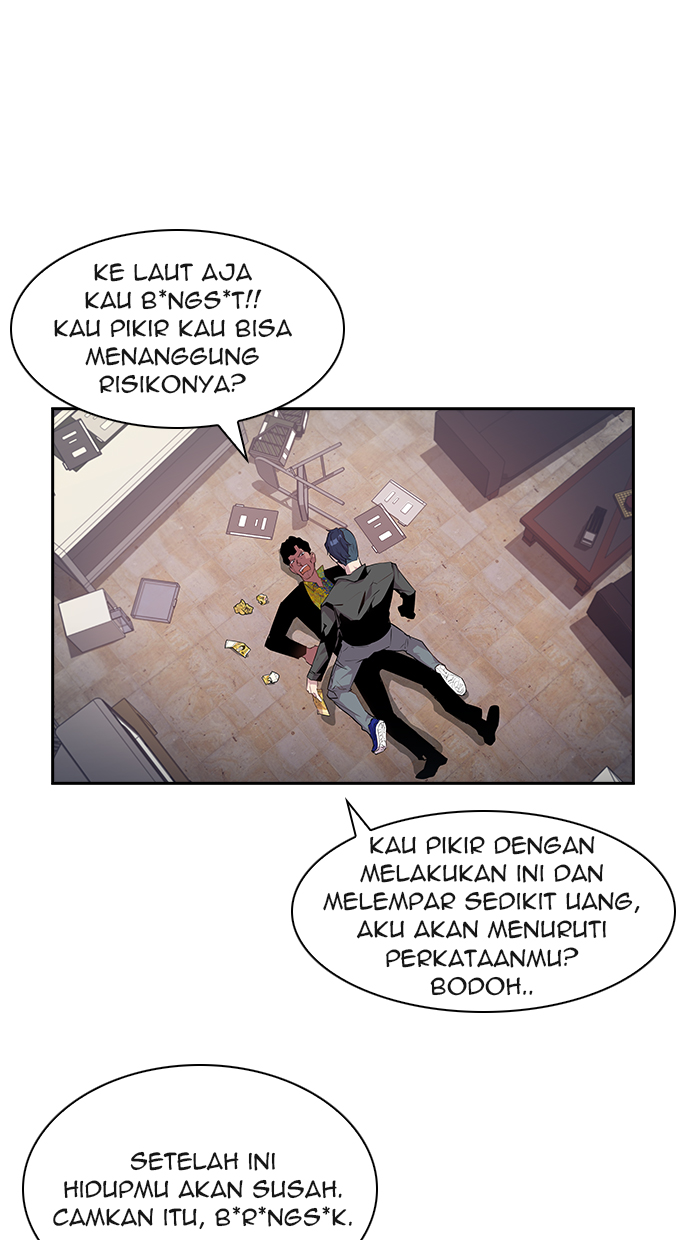 KE LAUT AJA
KAU B*NGS*T!!
KAU PIKIR KAU BISA
MENANGGUNG
RISIKONYA?
KAU PIKIR DENGAN
MELAKUKAN INI DAN
MELEMPAR SEDIKIT UANG,
AKU AKAN MENURUTI
PERKATAANMU?
BODOH..
SETELAH INI
HIDUPMU AKAN SUSAH.
CAMKAN ITU, B*R*NGS*K.